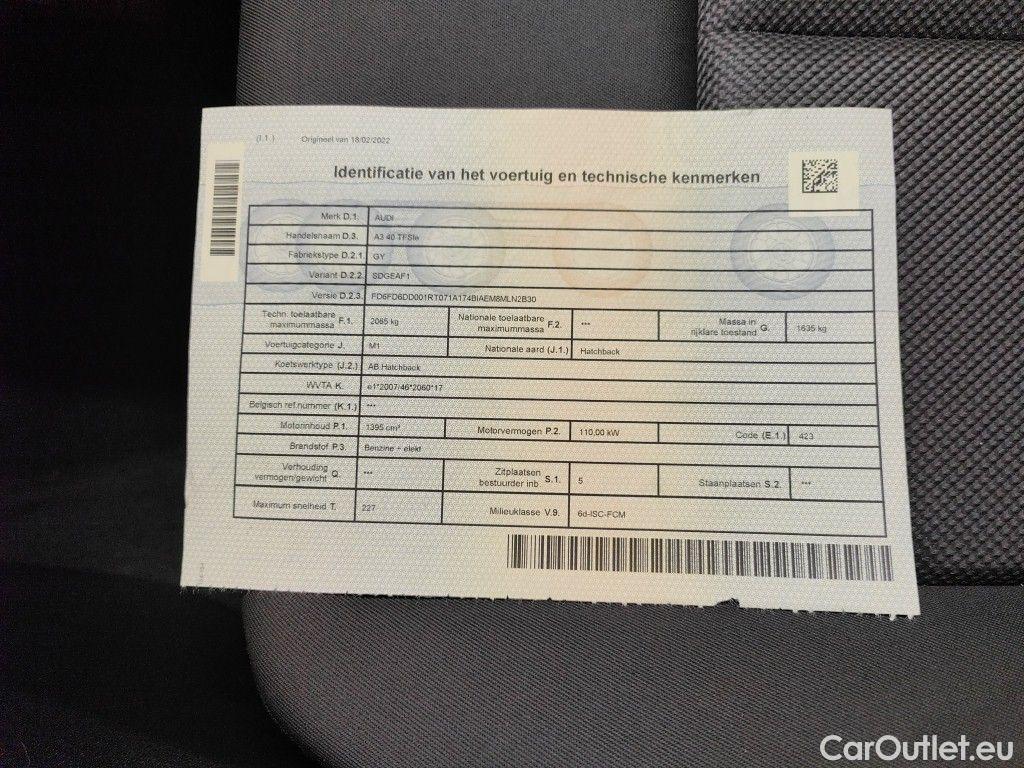 (I.1.) Origineel van 18/02/2022
Identificatie van het voertuig en technische kenmerken
Merk D.1. AUDI
Handelsnaam D.3. A3 40 TFSIe
Fabriekstype D.2.1. GY
Variant D.2.2. SDGEAF1
Versie D.2.3. FD6FD6DD001RT071A174BIAEM8MLN2B30
Techn. toelaatbare maximummassa F.1. 2065 kg Nationale toelaatbare maximummassa F.2. *** Massa in rijklare toestand G. 1635 kg
Voertuigcategorie J. M1 Nationale aard (J.1.) Hatchback
Koetswerktype (J.2.) AB Hatchback
WVTA K. e1*2007/46*2060*17
Belgisch ref.nummer (K.1.) ***
Motorinhoud P.1. 1395 cm³ Motorvermogen P.2. 110,00 kW Code (E.1.) 423
Brandstof P.3. Benzine + elekt
Verhouding vermogen/gewicht Q. *** Zitplaatsen bestuurder inb. S.1. 5 Staanplaatsen S.2. ***
Maximum snelheid T. 227 Milieuklasse V.9. 6d-ISC-FCM
CarOutlet.eu